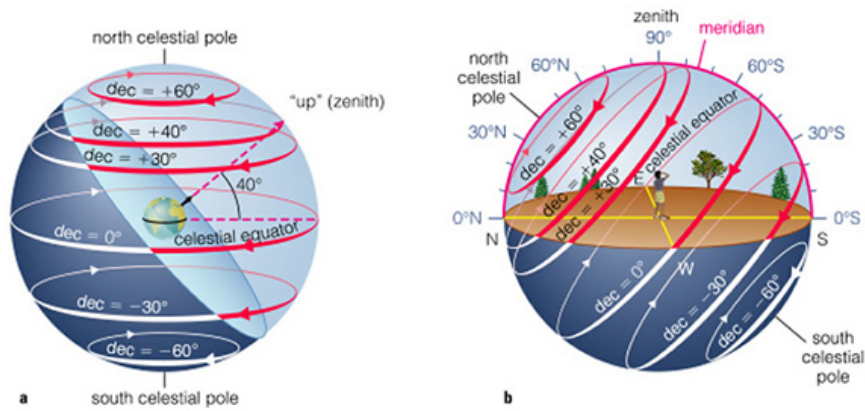 north celestial pole
dec = +60°
"up" (zenith)
dec = +40°
dec = +30°
40°
celestial equator
dec = 0°
dec = −30°
dec = −60°
a
south celestial pole
zenith
90°
meridian
60°N
60°S
north
celestial
pole
dec = +60°
30°N
30°S
celestial equator
dec = +40°
dec = +30°
E
0°N
0°S
N
S
W
dec = 0°
dec = −30°
dec = −60°
south
celestial
pole
b